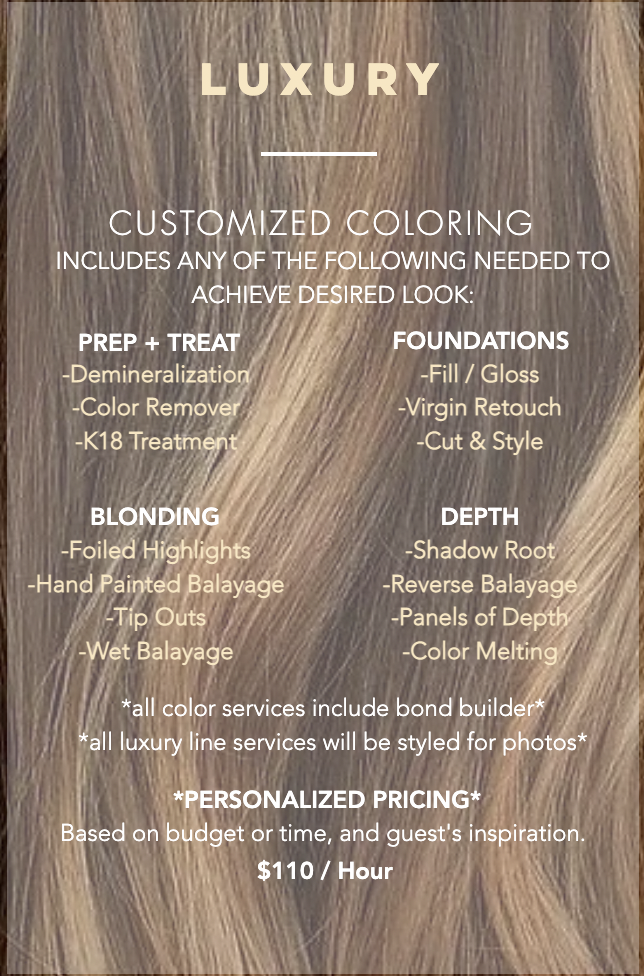 LUXURY
CUSTOMIZED COLORING
INCLUDES ANY OF THE FOLLOWING NEEDED TO
ACHIEVE DESIRED LOOK:
PREP + TREAT
-Demineralization
-Color Remover
-K18 Treatment
FOUNDATIONS
-Fill / Gloss
-Virgin Retouch
-Cut & Style
BLONDING
-Foiled Highlights
-Hand Painted Balayage
-Tip Outs
-Wet Balayage
DEPTH
-Shadow Root
-Reverse Balayage
-Panels of Depth
-Color Melting
*all color services include bond builder*
*all luxury line services will be styled for photos*
*PERSONALIZED PRICING*
Based on budget or time, and guest's inspiration.
$110 / Hour